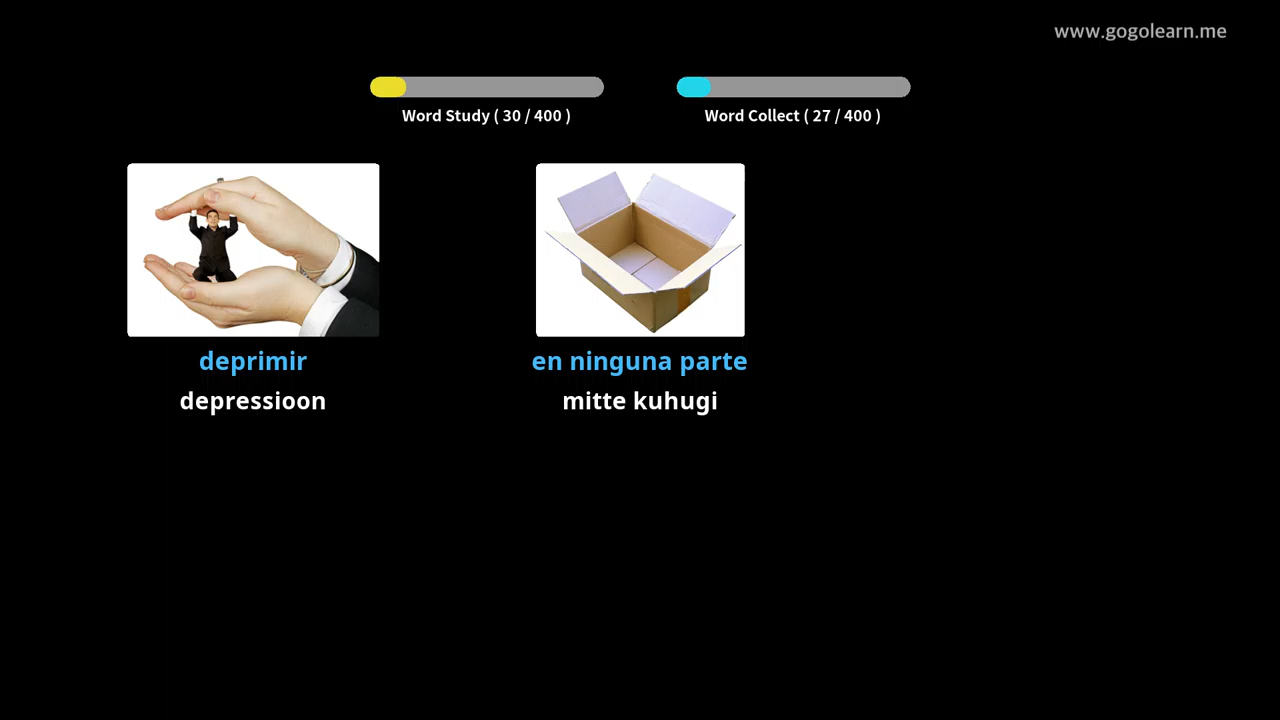 www.gogolearn.me
Word Study ( 30 / 400 )
Word Collect ( 27 / 400 )
deprimir
depressioon
en ninguna parte
mitte kuhugi